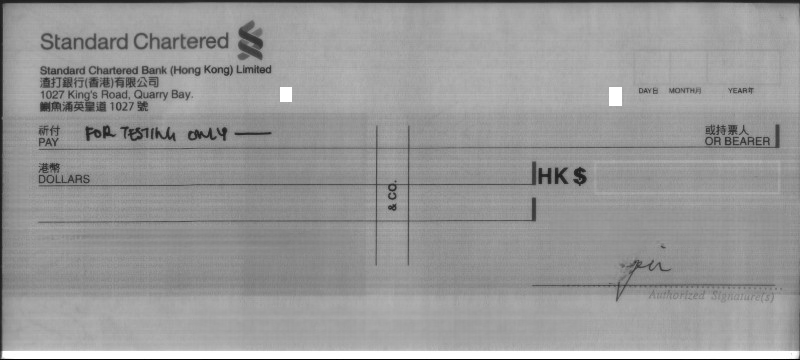 Standard Chartered
Standard Chartered Bank (Hong Kong) Limited
渣打銀行(香港)有限公司
1027 King's Road, Quarry Bay.
鰂魚涌英皇道 1027 號
DAY日 MONTH月 YEAR年
祈付
PAY FOR TESTING ONLY
或持票人
OR BEARER
港幣
DOLLARS
HK $
& CO.
Authorized Signature(s)